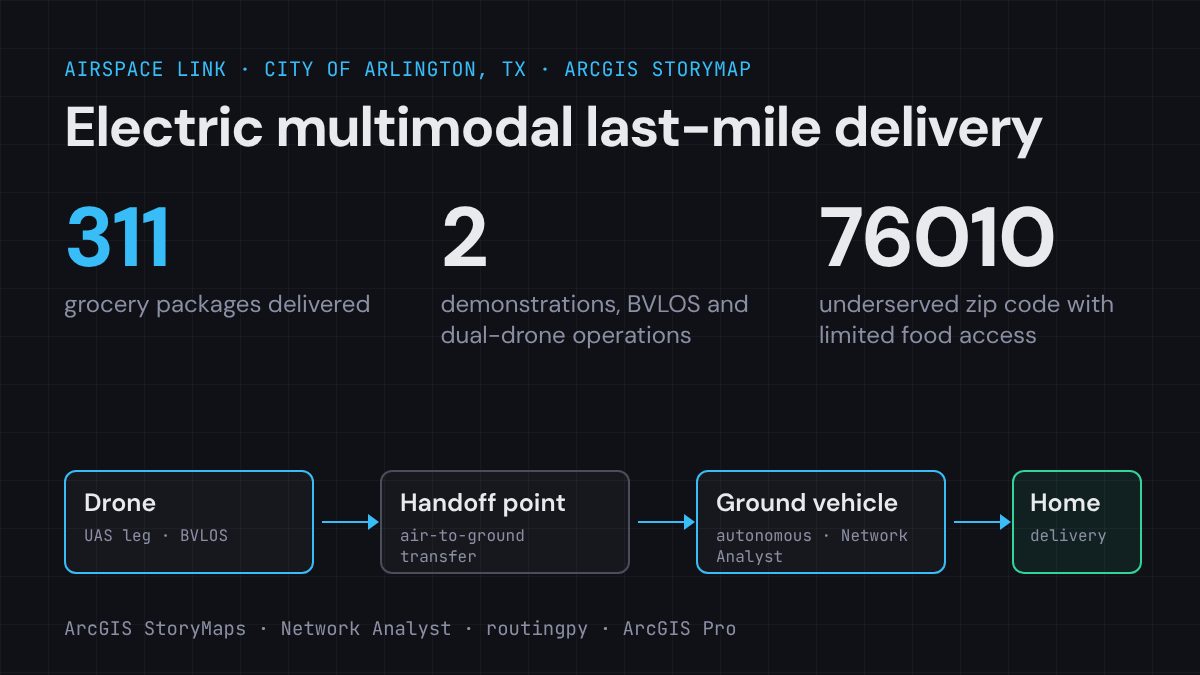 AIRSPACE LINK · CITY OF ARLINGTON, TX · ARCGIS STORYMAP
Electric multimodal last-mile delivery
311
grocery packages delivered
2
demonstrations, BVLOS and
dual-drone operations
76010
underserved zip code with
limited food access
Drone
UAS leg · BVLOS
Handoff point
air-to-ground
transfer
Ground vehicle
autonomous · Network
Analyst
Home
delivery
ArcGIS StoryMaps · Network Analyst · routingpy · ArcGIS Pro